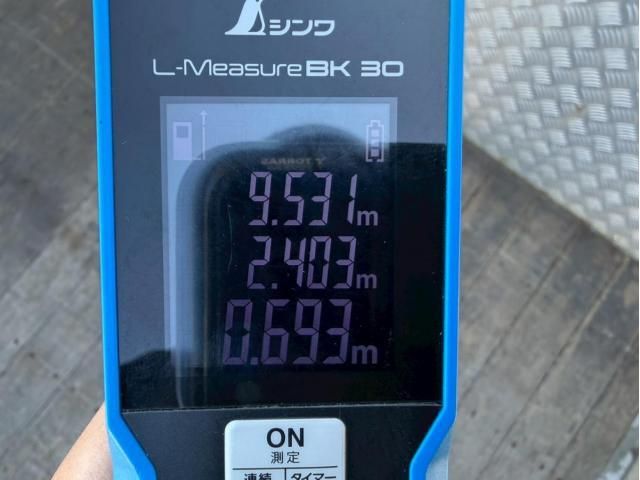 シンワ
L-Measure BK 30
9.531m
2.403m
0.693m
ON
測定
連続 タイマー